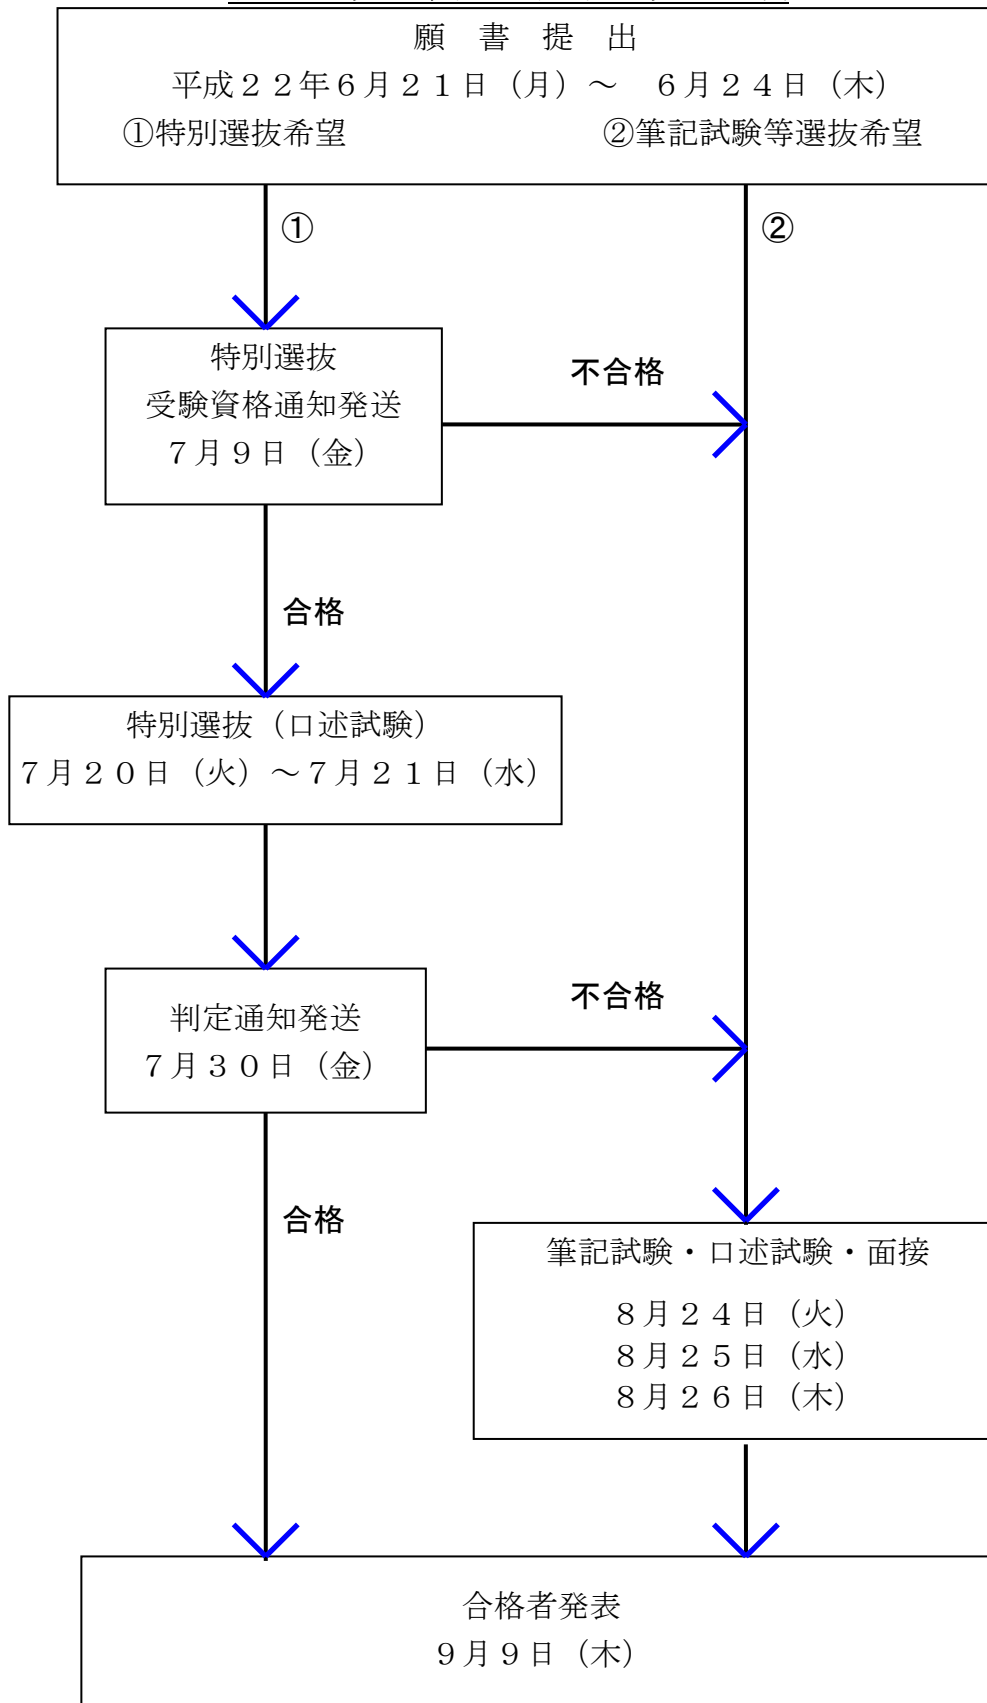 願　書　提　出
平成２２年６月２１日（月）～　６月２４日（木）
①特別選抜希望　　　　　　　　②筆記試験等選抜希望
①
②
特別選抜
受験資格通知発送
７月９日（金）
不合格
合格
特別選抜（口述試験）
７月２０日（火）～７月２１日（水）
判定通知発送
７月３０日（金）
不合格
合格
筆記試験・口述試験・面接
８月２４日（火）
８月２５日（水）
８月２６日（木）
合格者発表
９月９日（木）